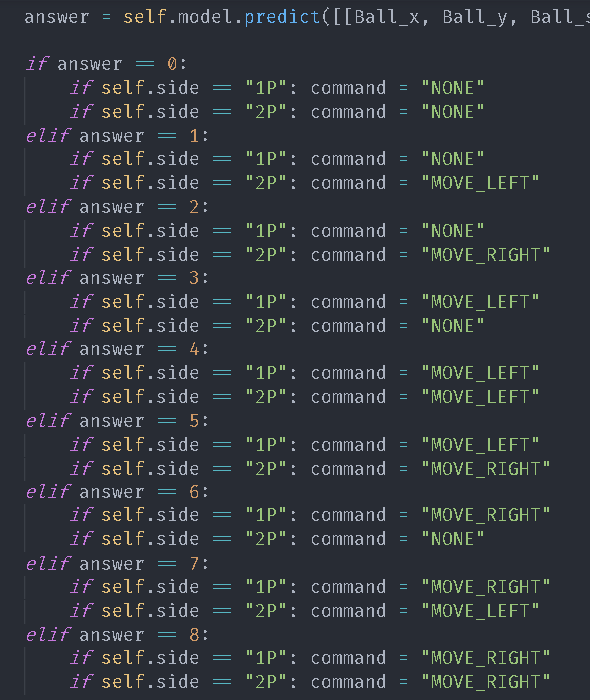 answer = self.model.predict([[Ball_x, Ball_y, Ball_s
if answer == 0:
if self.side == "1P": command = "NONE"
if self.side == "2P": command = "NONE"
elif answer == 1:
if self.side == "1P": command = "NONE"
if self.side == "2P": command = "MOVE_LEFT"
elif answer == 2:
if self.side == "1P": command = "NONE"
if self.side == "2P": command = "MOVE_RIGHT"
elif answer == 3:
if self.side == "1P": command = "MOVE_LEFT"
if self.side == "2P": command = "NONE"
elif answer == 4:
if self.side == "1P": command = "MOVE_LEFT"
if self.side == "2P": command = "MOVE_LEFT"
elif answer == 5:
if self.side == "1P": command = "MOVE_LEFT"
if self.side == "2P": command = "MOVE_RIGHT"
elif answer == 6:
if self.side == "1P": command = "MOVE_RIGHT"
if self.side == "2P": command = "NONE"
elif answer == 7:
if self.side == "1P": command = "MOVE_RIGHT"
if self.side == "2P": command = "MOVE_LEFT"
elif answer == 8:
if self.side == "1P": command = "MOVE_RIGHT"
if self.side == "2P": command = "MOVE_RIGHT"